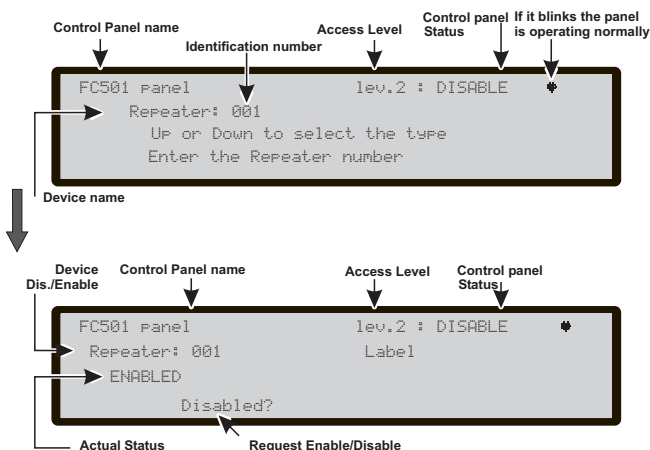 Control Panel name
Identification number
Access Level
Control panel
Status
If it blinks the panel
is operating normally
FC501 panel lev.2 : DISABLE
Repeater: 001
Up or Down to select the type
Enter the Repeater number
Device name
Device
Dis./Enable
Control Panel name
Access Level
Control panel
Status
FC501 panel lev.2 : DISABLE
Repeater: 001 Label
ENABLED
Disabled?
Actual Status
Request Enable/Disable